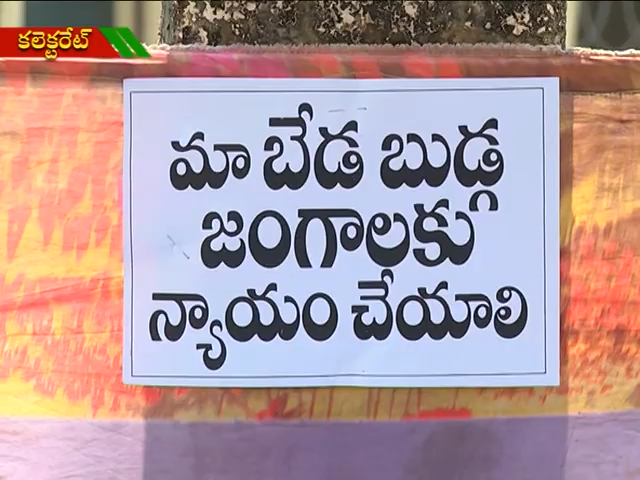 కలెక్టరేట్
మా బేడ బుడ్గ
జంగాలకు
న్యాయం చేయాలి